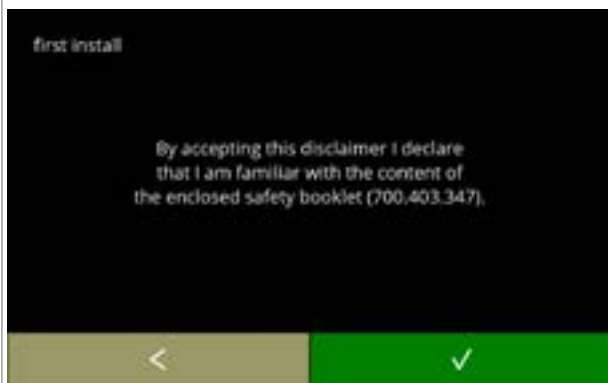 first install
By accepting this disclaimer I declare
that I am familiar with the content of
the enclosed safety booklet (700.403.347).